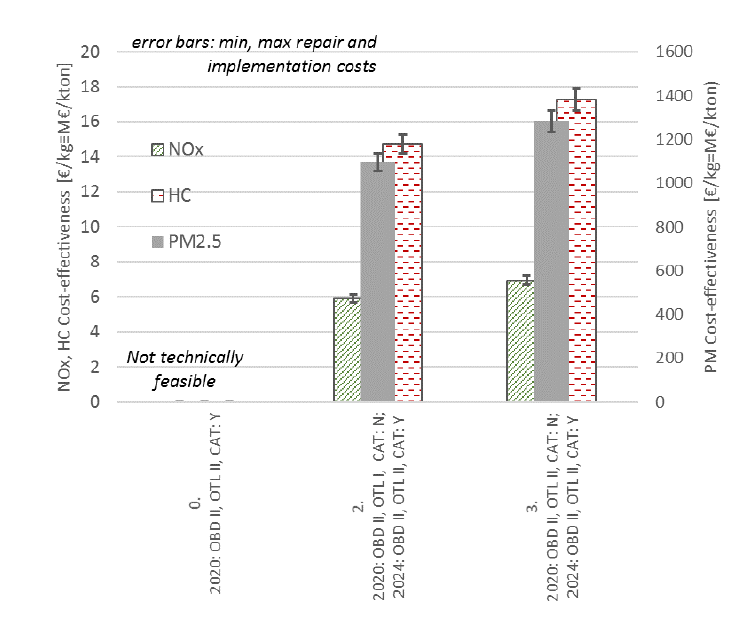 error bars: min, max repair and
implementation costs
NOx, HC Cost-effectiveness [€/kg=M€/kton]
20
18
16
14
12
10
8
6
4
2
0
NOx
HC
PM2.5
Not technically
feasible
1600
1400
1200
1000
800
600
400
200
0
PM Cost-effectiveness [€/kg=M€/kton)
0.
2020: OBD II, OTL II, CAT: Y
2.
2020: OBD II, OTL I, CAT: N;
2024: OBD II, OTL II, CAT: Y
3.
2020: OBD II, OTL II, CAT: N;
2024: OBD II, OTL II, CAT: Y